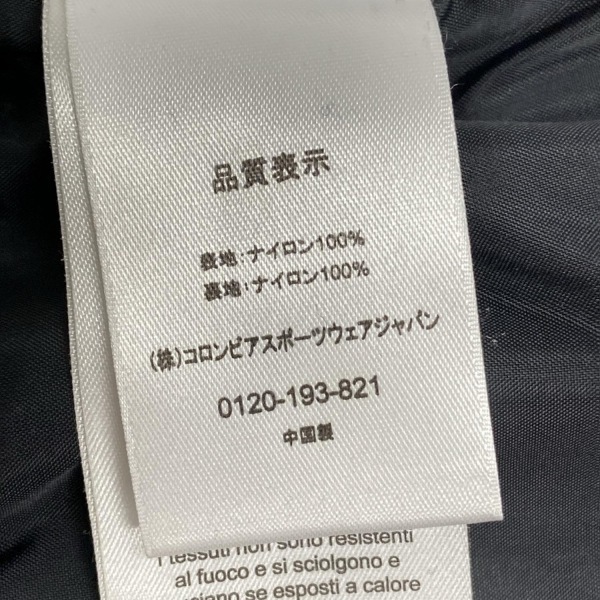 品質表示
表地:ナイロン100%
裏地:ナイロン100%
(株)コロンビアスポーツウェアジャパン
0120-193-821
中国製
I tessuti non sono resistenti
al fuoco e si sciolgono e
se esposti a calore